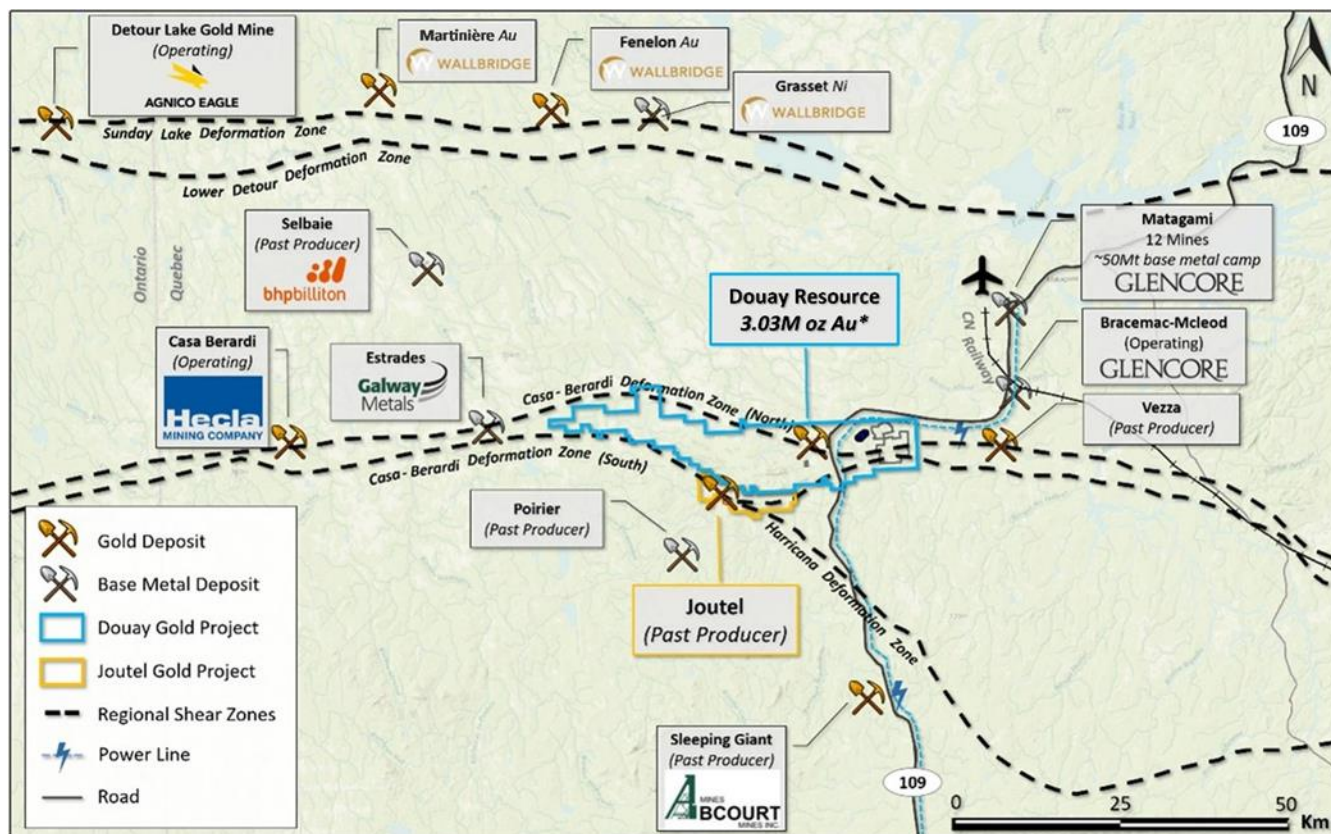 Detour Lake Gold Mine
(Operating)
AGNICO EAGLE
Martinière Au
WALLBRIDGE
Fenelon Au
WALLBRIDGE
Grasset Ni
WALLBRIDGE
N
109
Sunday Lake Deformation Zone
Lower Detour Deformation Zone
Ontario
Quebec
Selbaie
(Past Producer)
bhpbilliton
Matagami
12 Mines
~50Mt base metal camp
GLENCORE
Douay Resource
3.03M oz Au*
CN Railway
Bracemac-Mcleod
(Operating)
GLENCORE
Casa Berardi
(Operating)
Hecla
MINING COMPANY
Estrades
Galway
Metals
Vezza
(Past Producer)
Casa-Berardi Deformation Zone (North)
Casa-Berardi Deformation Zone (South)
Poirier
(Past Producer)
Harricana Deformation Zone
Joutel
(Past Producer)
Gold Deposit
Base Metal Deposit
Douay Gold Project
Joutel Gold Project
Regional Shear Zones
Power Line
Road
Sleeping Giant
(Past Producer)
MINES
ABCOURT
MINES INC.
109
0 25 50
Km